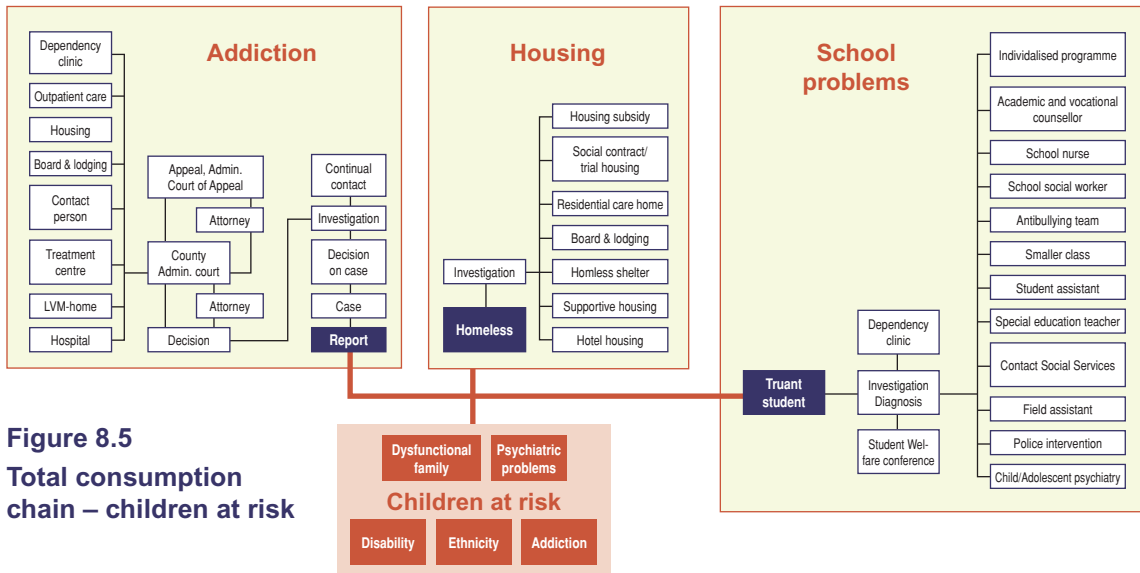 Addiction
Dependency
clinic
Outpatient care
Housing
Board & lodging
Contact
person
Treatment
centre
LVM-home
Hospital
Appeal, Admin.
Court of Appeal
Attorney
County
Admin. court
Attorney
Decision
Continual
contact
Investigation
Decision
on case
Case
Report
Housing
Housing subsidy
Social contract/
trial housing
Residential care home
Board & lodging
Homless shelter
Supportive housing
Hotel housing
Investigation
Homeless
School
problems
Individalised programme
Academic and vocational
counsellor
School nurse
School social worker
Antibullying team
Smaller class
Student assistant
Special education teacher
Contact Social Services
Field assistant
Police intervention
Child/Adolescent psychiatry
Dependency
clinic
Truant
student
Investigation
Diagnosis
Student Wel-
fare conference
Dysfunctional
family
Psychiatric
problems
Children at risk
Disability
Ethnicity
Addiction
Figure 8.5
Total consumption
chain – children at risk